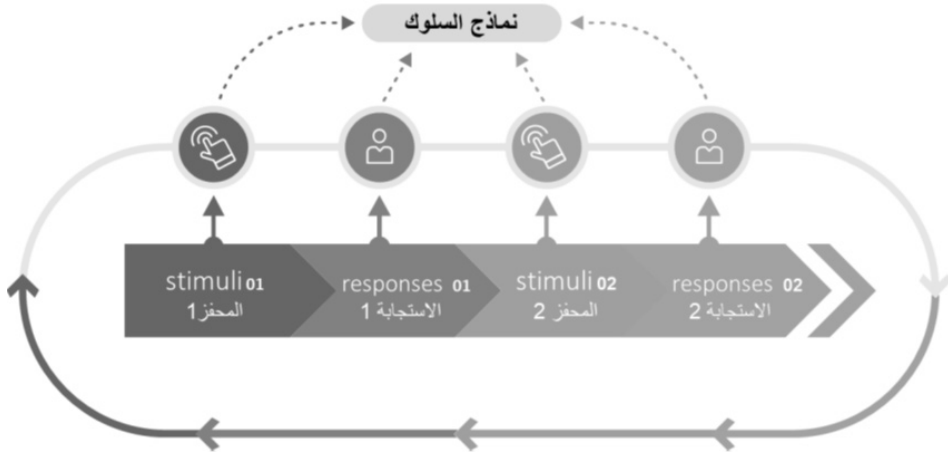 نماذج السلوك
stimuli 01
المحفز 1
responses 01
الاستجابة 1
stimuli 02
المحفز 2
responses 02
الاستجابة 2